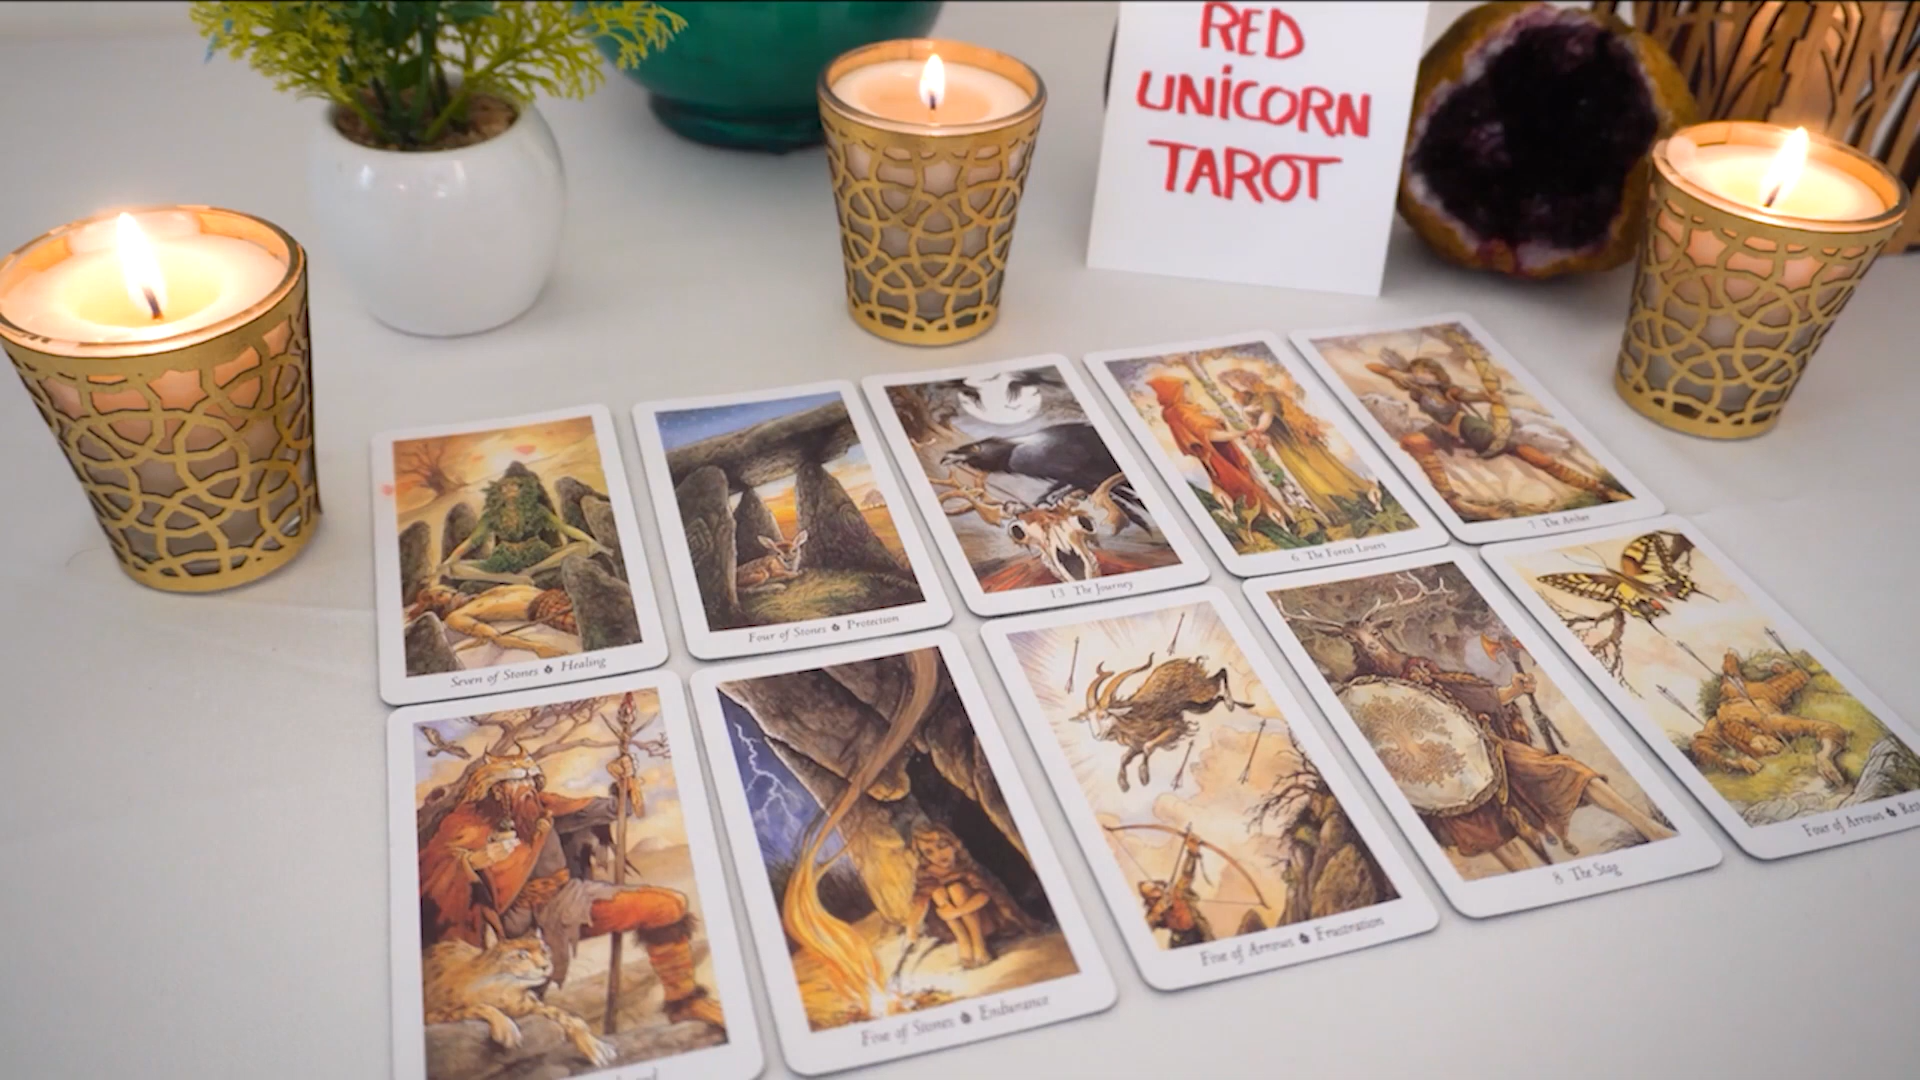 RED
UNICORN
TAROT
7 The Archer
6 The Forest Lovers
13 The Journey
Four of Stones Protection
Seven of Stones Healing
Four of Arrows
8 The Stag
Five of Arrows Frustration
Five of Stones Endurance